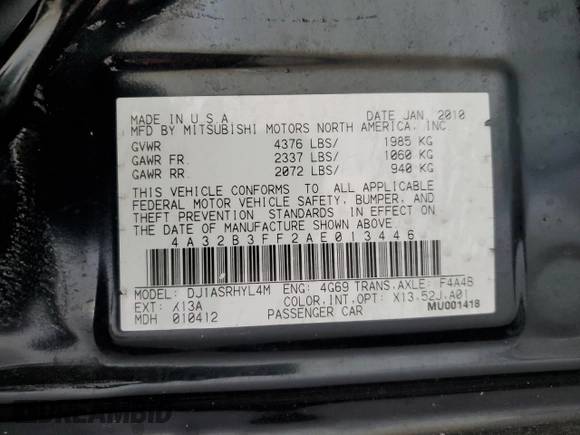 MADE IN U.S.A. DATE JAN. 2010
MFD BY MITSUBISHI MOTORS NORTH AMERICA, INC.
GVWR 4376 LBS/ 1985 KG
GAWR FR. 2337 LBS/ 1060 KG
GAWR RR. 2072 LBS/ 940 KG
THIS VEHICLE CONFORMS TO ALL APPLICABLE
FEDERAL MOTOR VEHICLE SAFETY, BUMPER, AND
THEFT PREVENTION STANDARDS IN EFFECT ON
THE DATE OF MANUFACTURE SHOWN ABOVE.
4A32B3FF2AE013446
MODEL: DJ1ASRHYL4M ENG: 4G69 TRANS,AXLE: F4A4B
EXT: X13A COLOR,INT,OPT: X13,52J,A01
MDH 010412 PASSENGER CAR MU001418
IDREAMBID